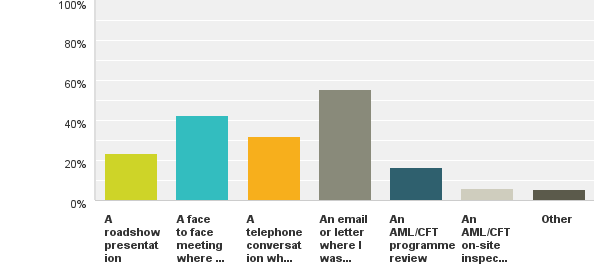 100%
80%
60%
40%
20%
0%
A
roadshow
presentat
ion
A face
to face
meeting
where ...
A
telephone
conversat
ion wh...
An email
or letter
where I
was...
An
AML/CFT
programme
review
An
AML/CFT
on-site
inspec...
Other